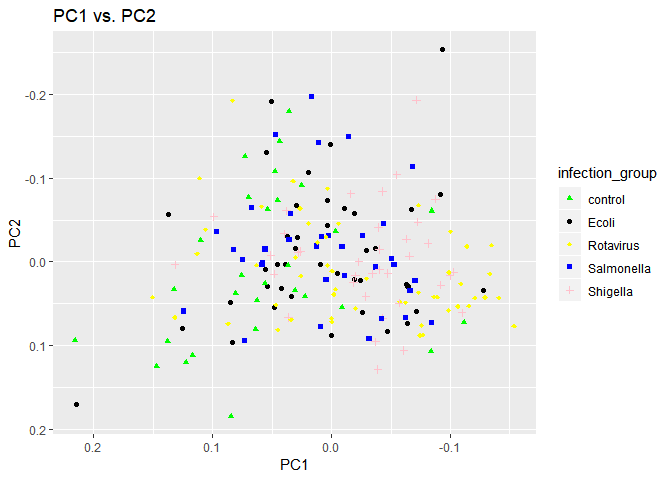 PC1 vs. PC2
-0.2
-0.1
0.0
0.1
0.2
PC2
0.2
0.1
0.0
-0.1
PC1
infection_group
control
Ecoli
Rotavirus
Salmonella
Shigella